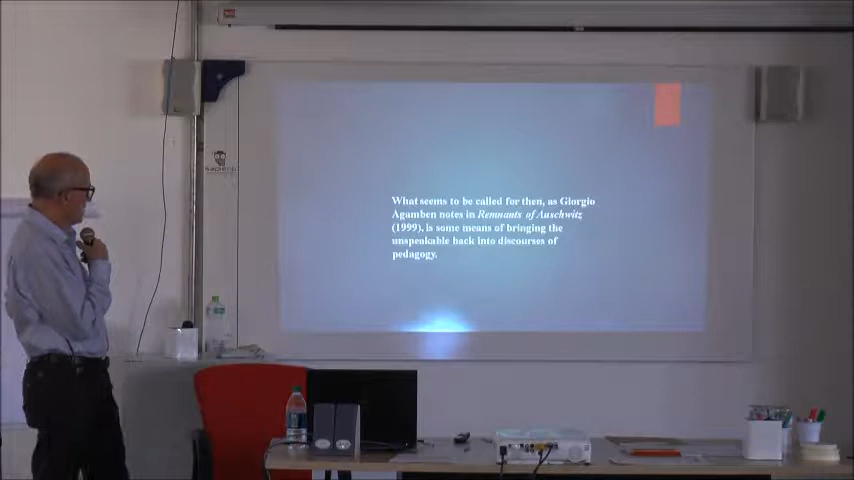 What seems to be called for then, as Giorgio
Agamben notes in Remnants of Auschwitz
(1999), is some means of bringing the
unspeakable back into discourses of
pedagogy.